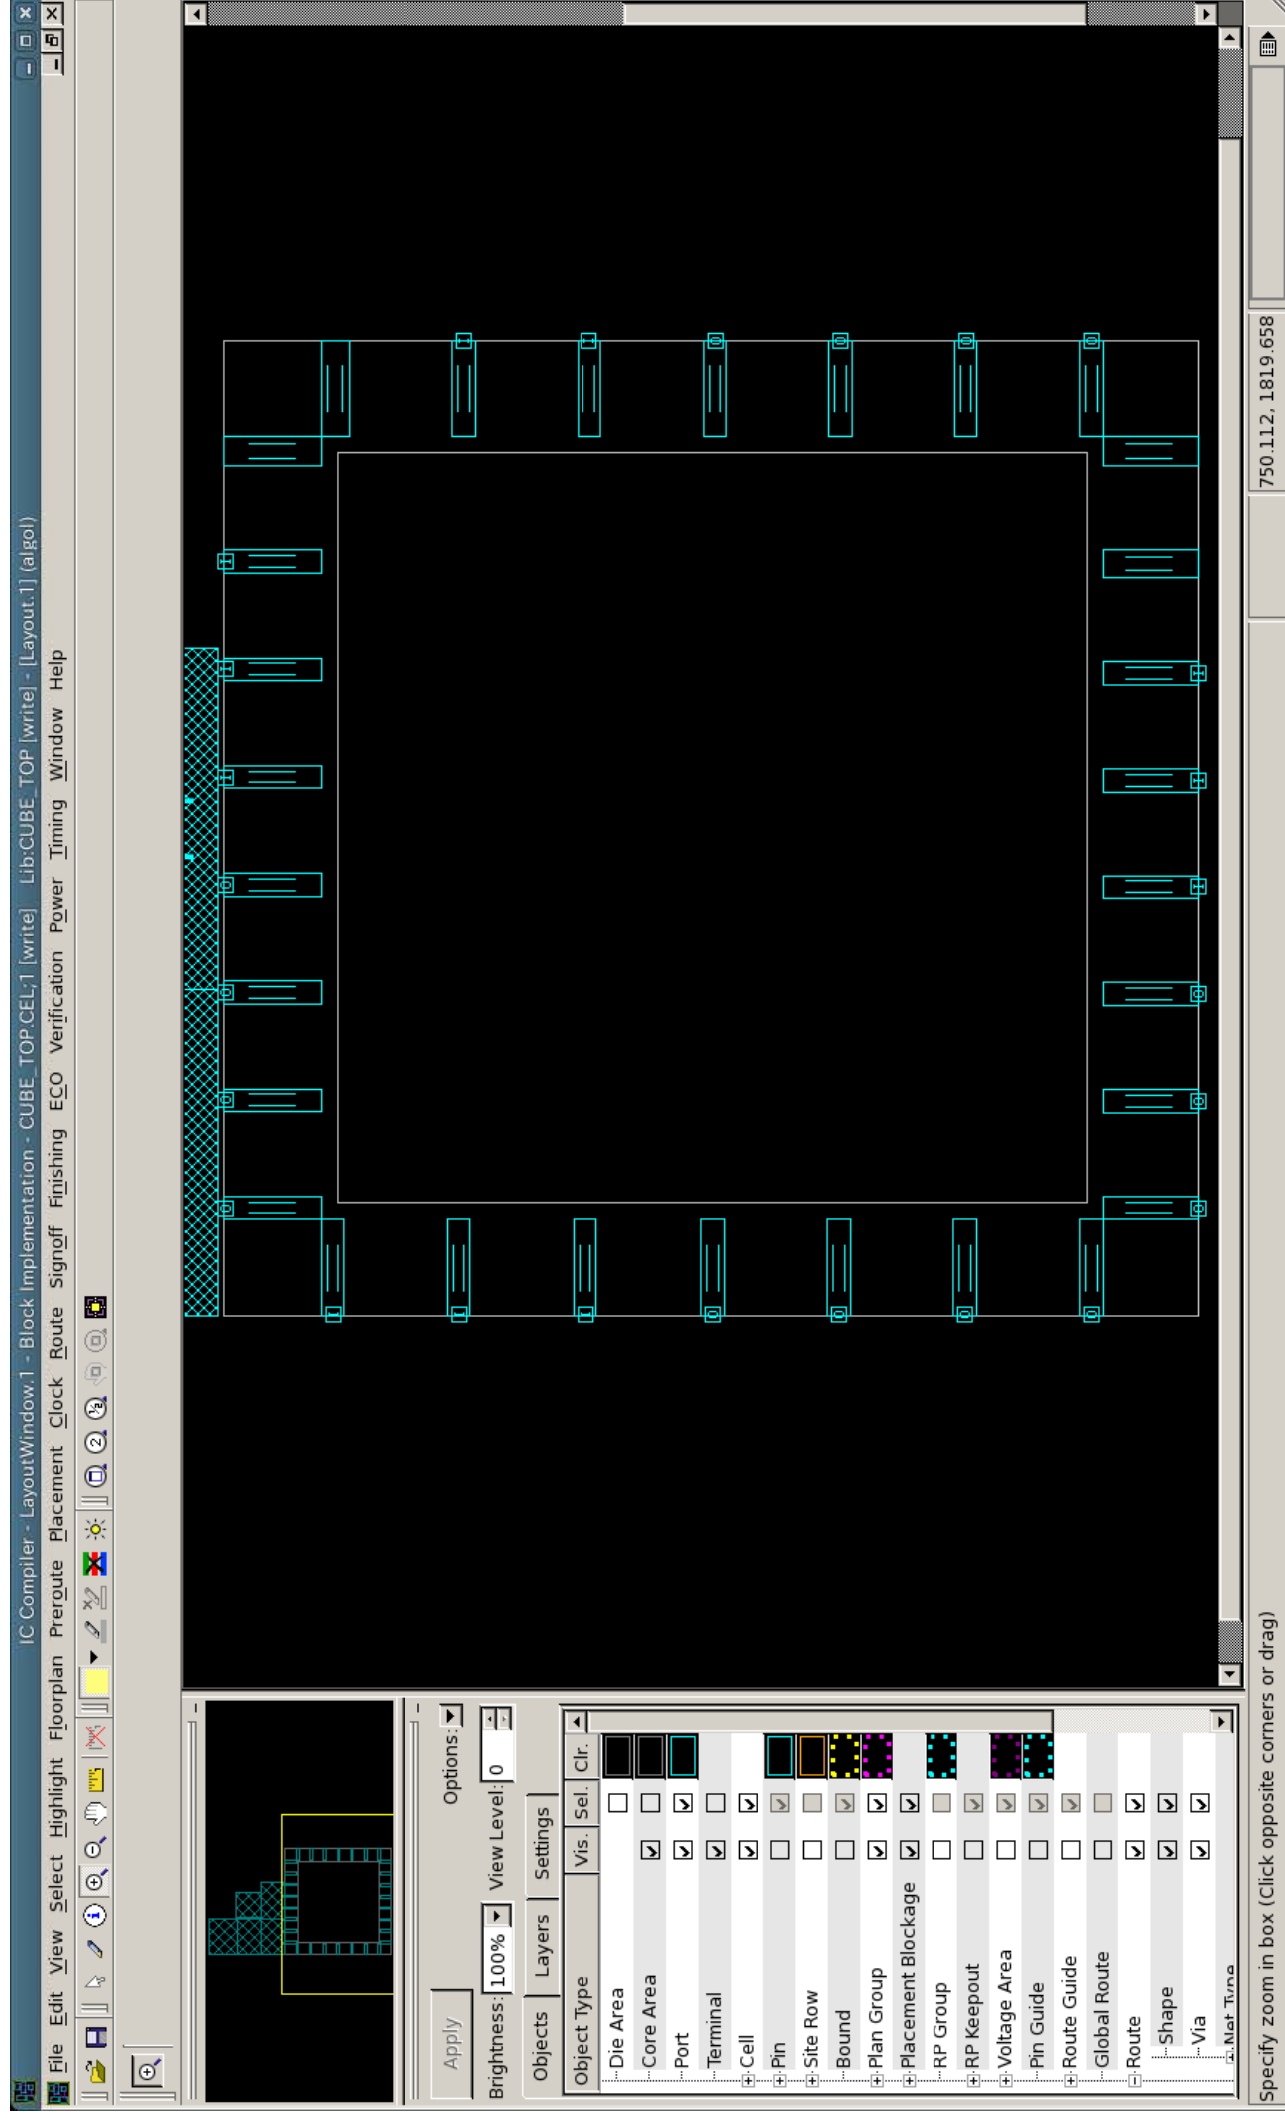 IC Compiler - LayoutWindow.1 - Block Implementation - CUBE_TOP.CEL;1 [write]    Lib:CUBE_TOP [write] - [Layout.1] (algol)
File Edit View Select Highlight Floorplan Preroute Placement Clock Route Signoff Finishing ECO Verification Power Timing Window Help
Apply Options:
Brightness: 100% View Level: 0
Objects Layers Settings
Object Type Vis. Sel. Clr.
Die Area
Core Area
Port
Terminal
Cell
Pin
Site Row
Bound
Plan Group
Placement Blockage
RP Group
RP Keepout
Voltage Area
Pin Guide
Route Guide
Global Route
Route
Shape
Via
Net Type
Specify zoom in box (Click opposite corners or drag)
750.112, 1819.658